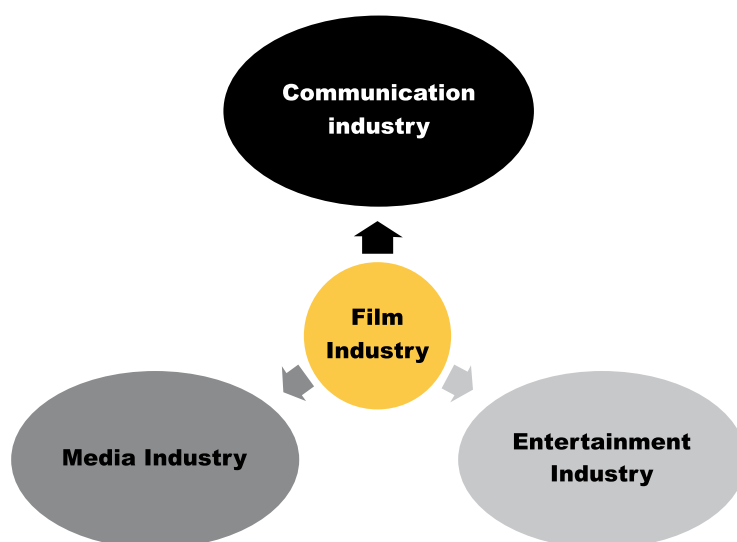 Communication
industry
Film
Industry
Media Industry
Entertainment
Industry